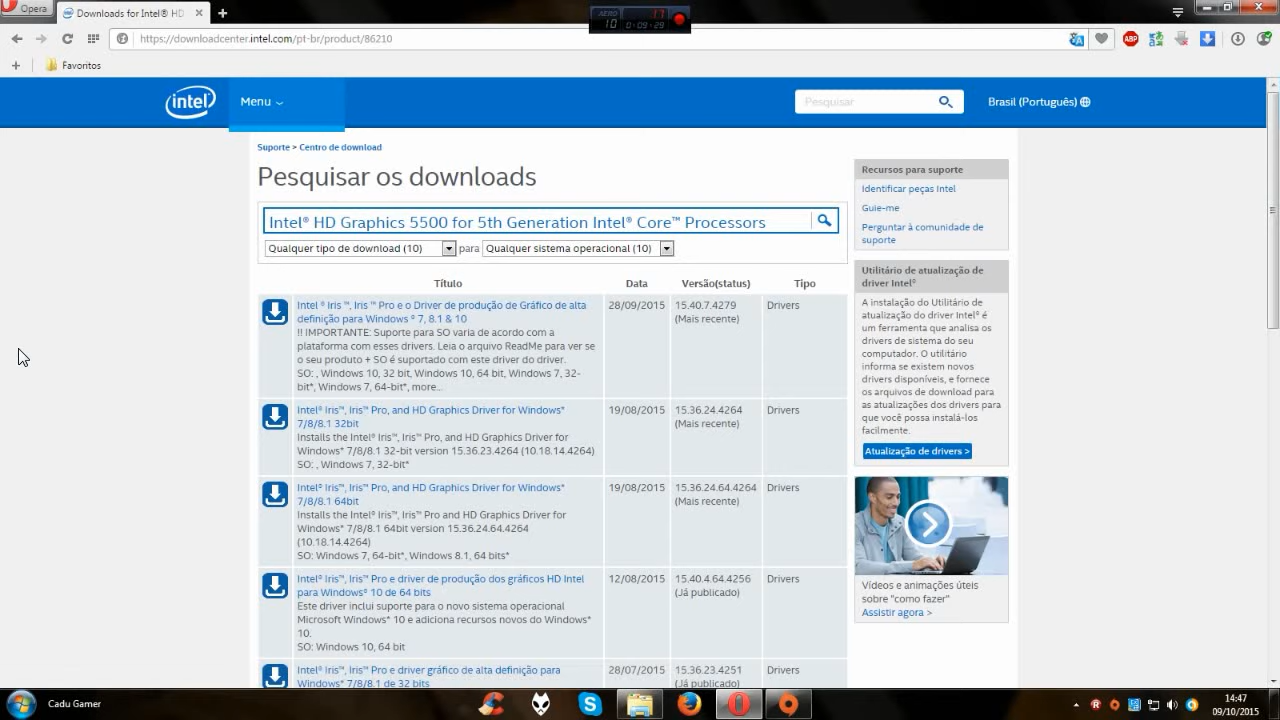 Opera
Downloads for Intel® HD
AERO
17
10
0:09:29
https://downloadcenter.intel.com/pt-br/product/86210
ABP
Favoritos
intel
Menu
Pesquisar
Brasil (Português)
Suporte > Centro de download
Pesquisar os downloads
Intel® HD Graphics 5500 for 5th Generation Intel® Core™ Processors
Qualquer tipo de download (10)
para
Qualquer sistema operacional (10)
Título
Data
Versão(status)
Tipo
Intel ® Iris ™, Iris ™ Pro e o Driver de produção de Gráfico de alta
definição para Windows * 7, 8.1 & 10
!! IMPORTANTE: Suporte para SO varia de acordo com a
plataforma com esses drivers. Leia o arquivo ReadMe para ver se
o seu produto + SO é suportado com este driver do driver.
SO: , Windows 10, 32 bit, Windows 10, 64 bit, Windows 7, 32-
bit*, Windows 7, 64-bit*, more...
28/09/2015
15.40.7.4279
(Mais recente)
Drivers
Intel® Iris™, Iris™ Pro, and HD Graphics Driver for Windows*
7/8/8.1 32bit
Installs the Intel® Iris™, Iris™ Pro, and HD Graphics Driver for
Windows* 7/8/8.1 32-bit version 15.36.23.4264 (10.18.14.4264)
SO: , Windows 7, 32-bit*
19/08/2015
15.36.24.4264
(Mais recente)
Drivers
Intel® Iris™, Iris™ Pro, and HD Graphics Driver for Windows*
7/8/8.1 64bit
Installs the Intel® Iris™, Iris™ Pro and HD Graphics Driver for
Windows* 7/8/8.1 64bit version 15.36.24.64.4264
(10.18.14.4264)
SO: Windows 7, 64-bit*, Windows 8.1, 64 bits*
19/08/2015
15.36.24.64.4264
(Mais recente)
Drivers
Intel® Iris™, Iris™ Pro e driver de produção dos gráficos HD Intel
para Windows* 10 de 64 bits
Este driver inclui suporte para o novo sistema operacional
Microsoft Windows* 10 e adiciona recursos novos do Windows*
10.
SO: Windows 10, 64 bit
12/08/2015
15.40.4.64.4256
(Já publicado)
Drivers
Intel® Iris™, Iris™ Pro e driver gráfico de alta definição para
Windows* 7/8/8.1 de 32 bits
28/07/2015
15.36.23.4251
(Já publicado)
Drivers
Recursos para suporte
Identificar peças Intel
Guie-me
Perguntar à comunidade de
suporte
Utilitário de atualização de
driver Intel®
A instalação do Utilitário de
atualização do driver Intel® é
um ferramenta que analisa os
drivers de sistema do seu
computador. O utilitário
informa se existem novos
drivers disponíveis, e fornece
os arquivos de download para
as atualizações dos drivers para
que você possa instalá-los
facilmente.
Atualização de drivers >
Vídeos e animações úteis
sobre "como fazer"
Assistir agora >
Cadu Gamer
14:47
09/10/2015